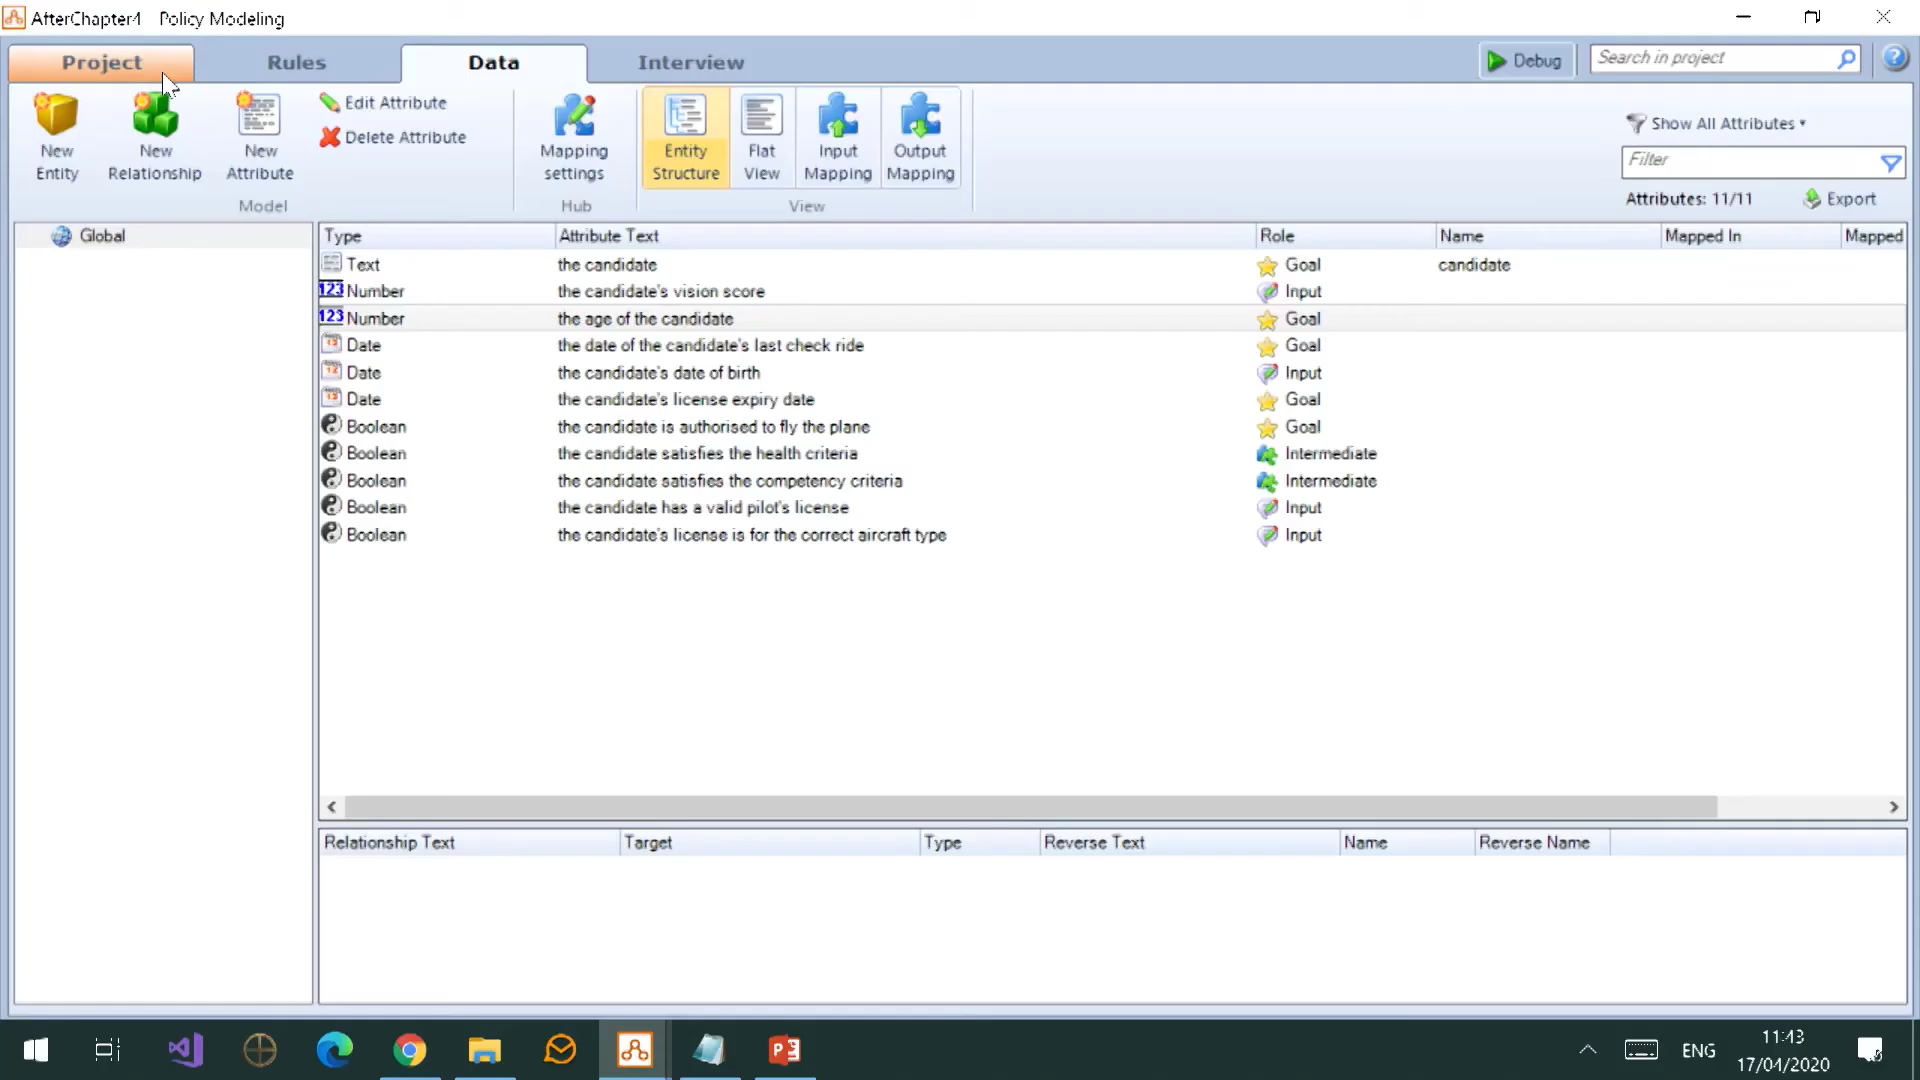 AfterChapter4 Policy Modeling
Project Rules Data Interview Debug Search in project
New Entity
New Relationship
New Attribute
Edit Attribute
Delete Attribute
Model
Mapping settings
Hub
Entity Structure
Flat View
Input Mapping
Output Mapping
View
Show All Attributes
Filter
Attributes: 11/11 Export
Global
Type Attribute Text Role Name Mapped In Mapped
Text the candidate Goal candidate
123 Number the candidate's vision score Input
123 Number the age of the candidate Goal
Date the date of the candidate's last check ride Goal
Date the candidate's date of birth Input
Date the candidate's license expiry date Goal
Boolean the candidate is authorised to fly the plane Goal
Boolean the candidate satisfies the health criteria Intermediate
Boolean the candidate satisfies the competency criteria Intermediate
Boolean the candidate has a valid pilot's license Input
Boolean the candidate's license is for the correct aircraft type Input
Relationship Text Target Type Reverse Text Name Reverse Name
ENG
11:43
17/04/2020